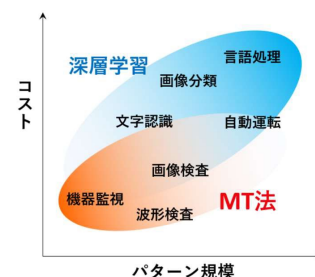 言語処理
深層学習
画像分類
コスト
文字認識
自動運転
画像検査
機器監視
MT法
波形検査
パターン規模